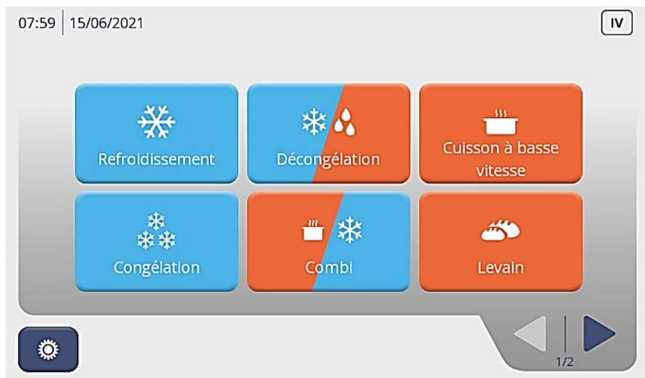 07:59 15/06/2021
IV
Refroidissement
Décongélation
Cuisson à basse
vitesse
Congélation
Combi
Levain
1/2